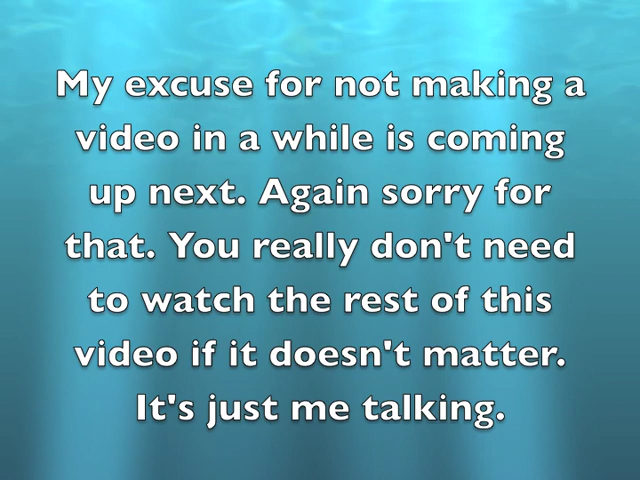 My excuse for not making a
video in a while is coming
up next. Again sorry for
that. You really don't need
to watch the rest of this
video if it doesn't matter.
It's just me talking.